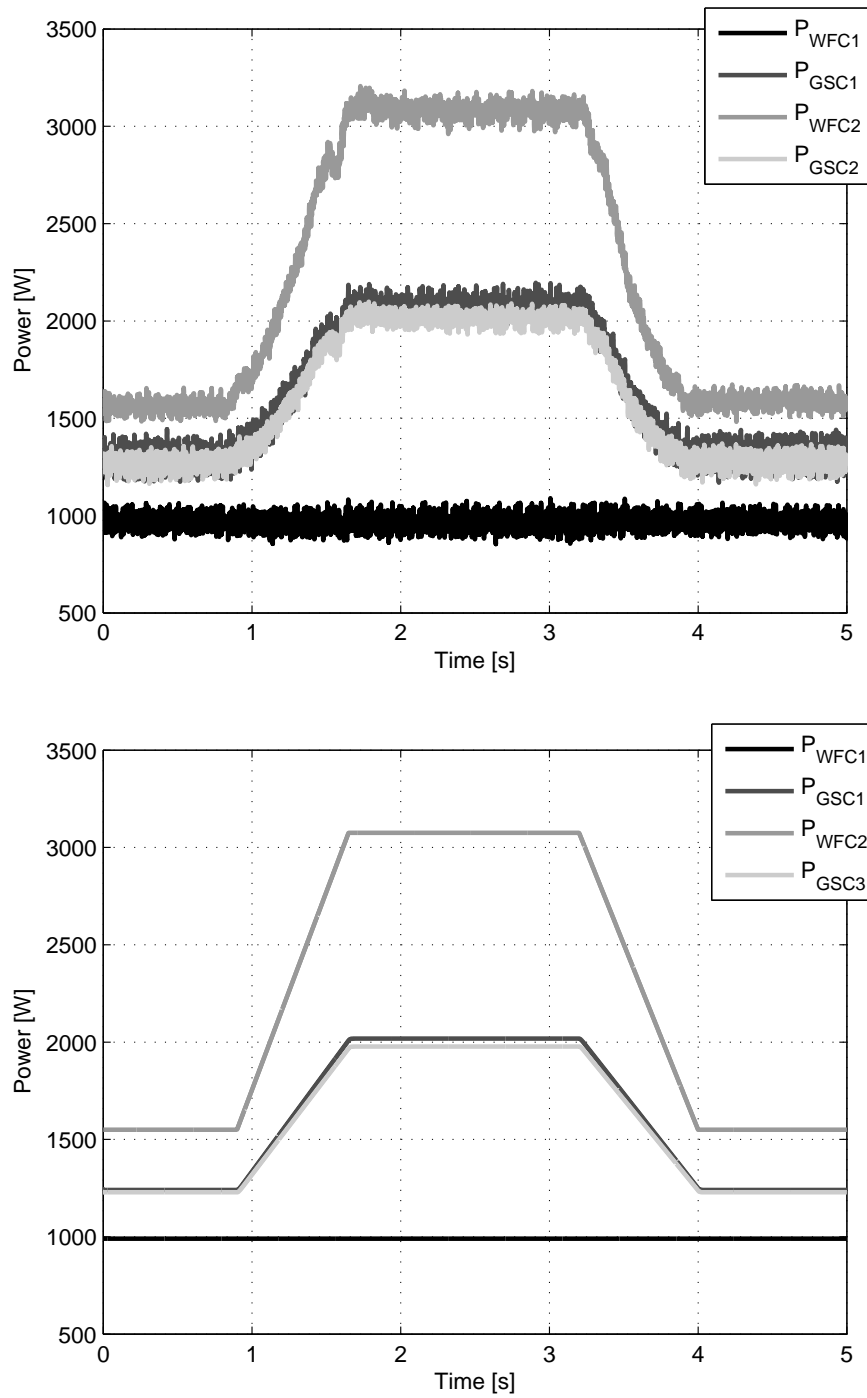 3500
3000
2500
2000
1500
1000
500
Power [W]
0 1 2 3 4 5
Time [s]
P_WFC1
P_GSC1
P_WFC2
P_GSC2
3500
3000
2500
2000
1500
1000
500
Power [W]
0 1 2 3 4 5
Time [s]
P_WFC1
P_GSC1
P_WFC2
P_GSC3